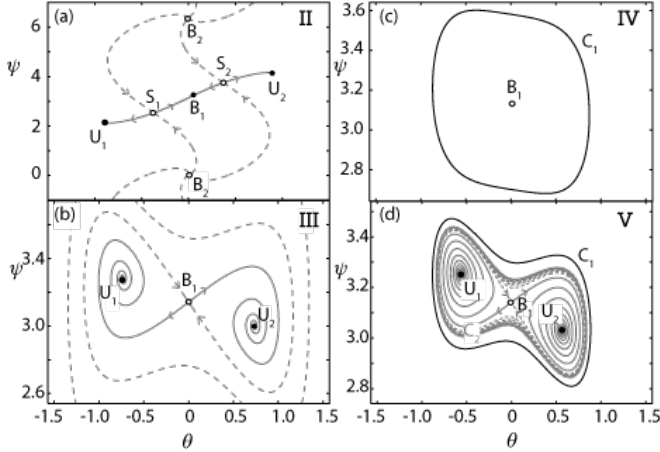 (a) II
6
B2
ψ
4
S2
S1
B1
U2
2
U1
0
B2
(c) IV
3.6
C1
ψ
3.4
3.2
B1
3.0
2.8
(b) III
ψ
3.4
U1
B1
3.0
U2
2.6
-1.5 -1.0 -0.5 0 0.5 1.0 1.5
θ
(d) V
3.4
C1
ψ
3.2
U1
B1
U2
C2
3.0
2.8
-1.5 -1.0 -0.5 0 0.5 1.0 1.5
θ